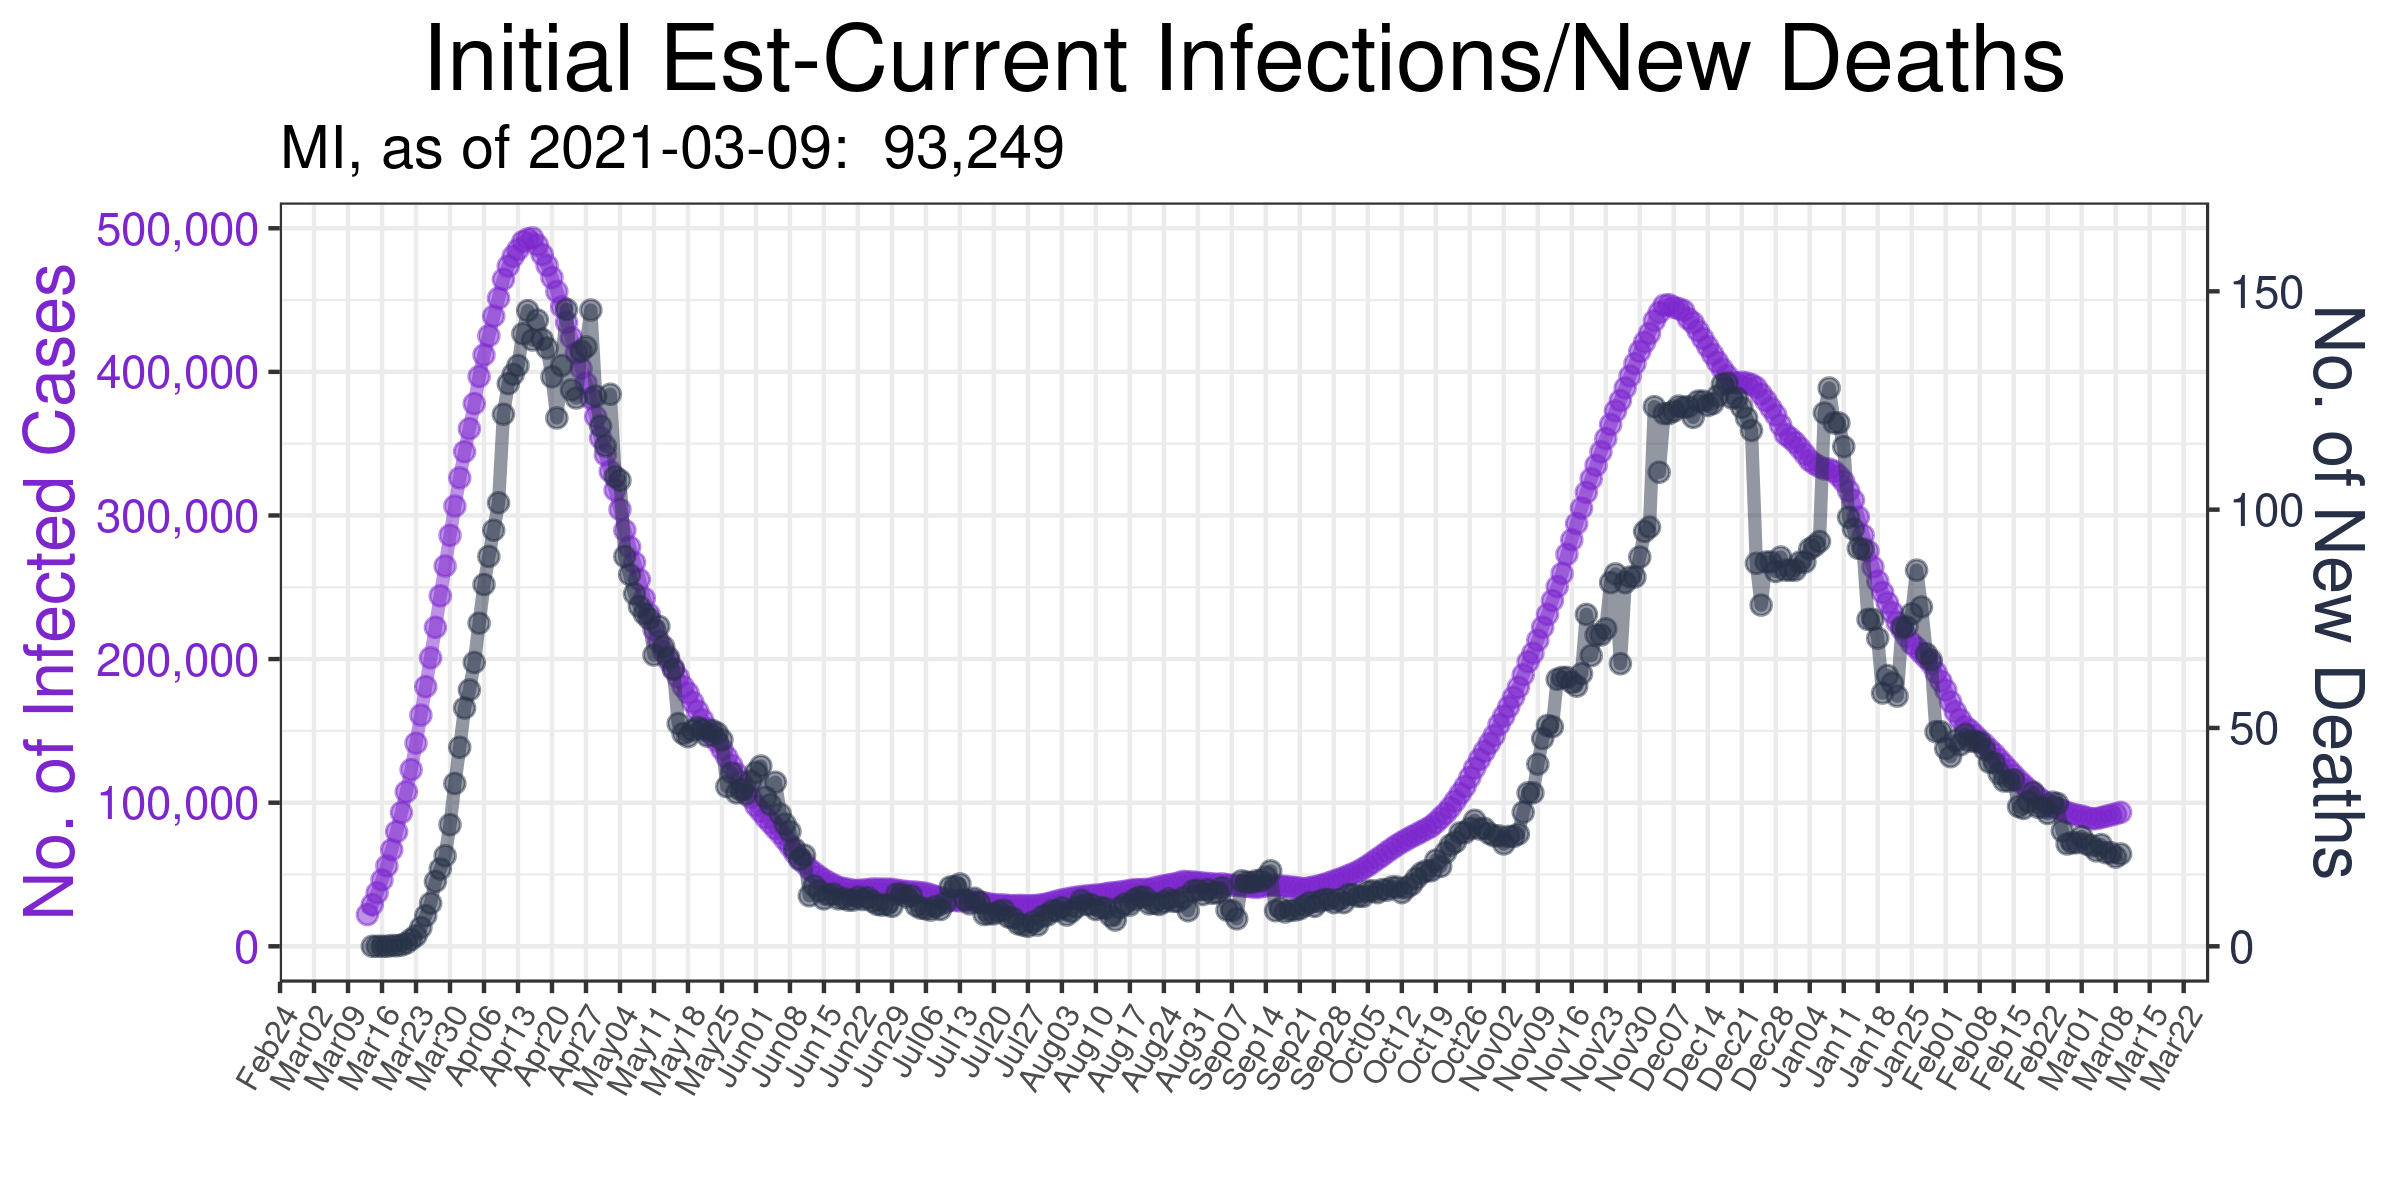 Initial Est-Current Infections/New Deaths
MI, as of 2021-03-09:  93,249
No. of Infected Cases
500,000
400,000
300,000
200,000
100,000
0
150
100
50
0
No. of New Deaths
Feb24
Mar02
Mar09
Mar16
Mar23
Mar30
Apr06
Apr13
Apr20
Apr27
May04
May11
May18
May25
Jun01
Jun08
Jun15
Jun22
Jun29
Jul06
Jul13
Jul20
Jul27
Aug03
Aug10
Aug17
Aug24
Aug31
Sep07
Sep14
Sep21
Sep28
Oct05
Oct12
Oct19
Oct26
Nov02
Nov09
Nov16
Nov23
Nov30
Dec07
Dec14
Dec21
Dec28
Jan04
Jan11
Jan18
Jan25
Feb01
Feb08
Feb15
Feb22
Mar01
Mar08
Mar15
Mar22